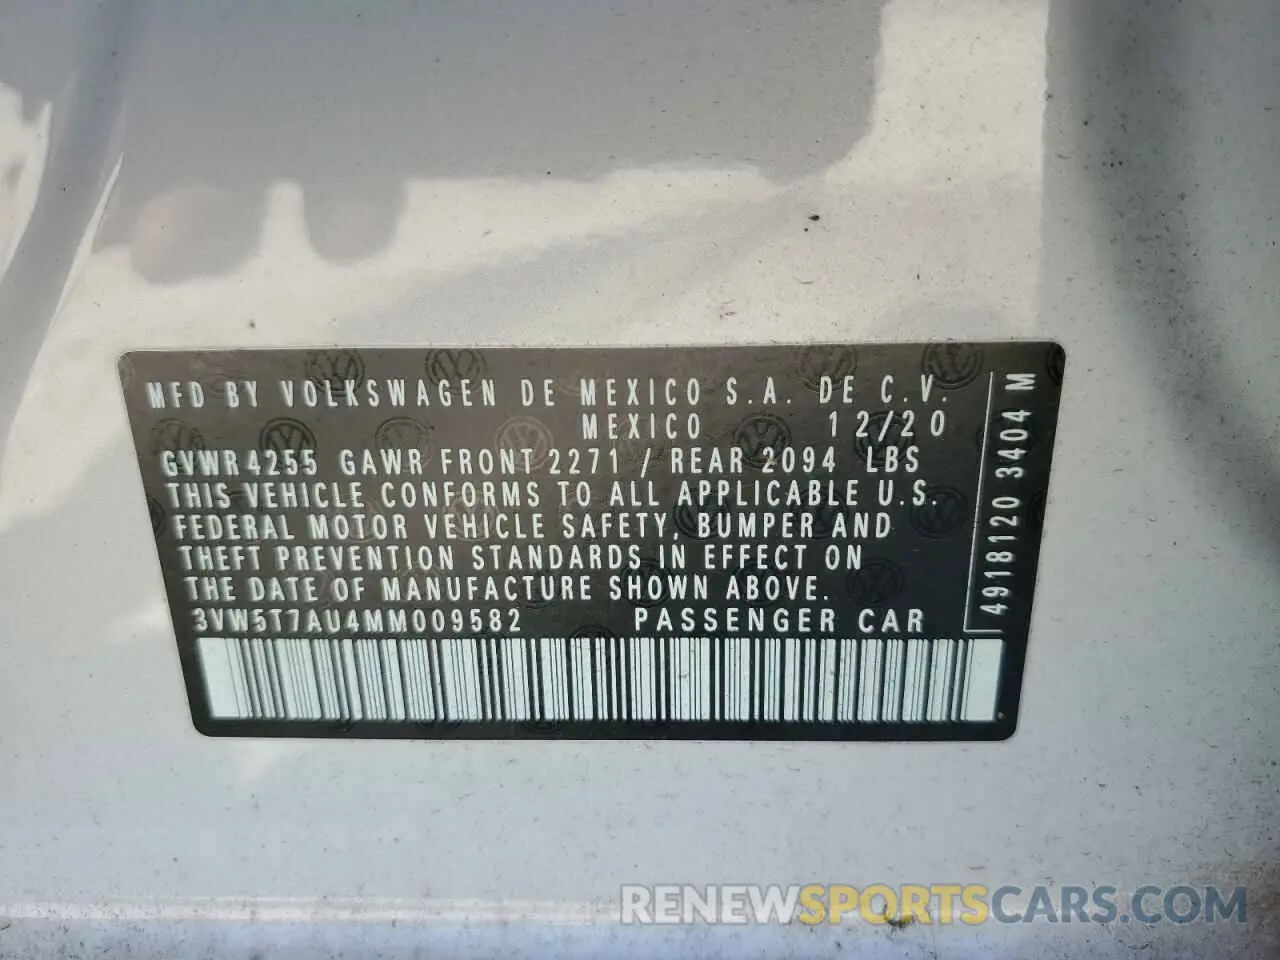 MFD BY VOLKSWAGEN DE MEXICO S.A. DE C.V.
MEXICO 12/20
GVWR 4255 GAWR FRONT 2271 / REAR 2094 LBS
THIS VEHICLE CONFORMS TO ALL APPLICABLE U.S.
FEDERAL MOTOR VEHICLE SAFETY, BUMPER AND
THEFT PREVENTION STANDARDS IN EFFECT ON
THE DATE OF MANUFACTURE SHOWN ABOVE.
3VW5T7AU4MM009582 PASSENGER CAR
4918120 3404 M
RENEWSPORTSCARS.COM